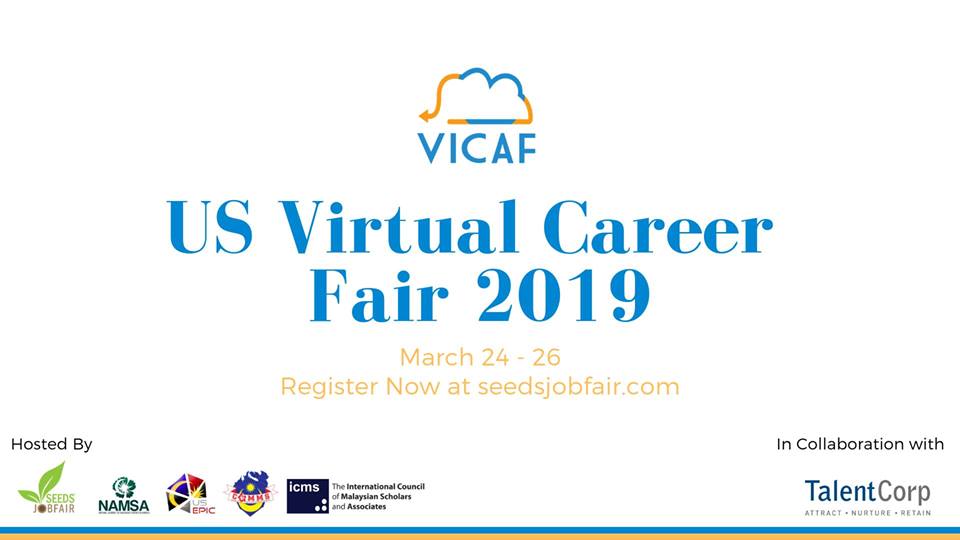 VICAF
US Virtual Career
Fair 2019
March 24 - 26
Register Now at seedsjobfair.com
Hosted By
In Collaboration with
SEEDS
JOBFAIR
NAMSA
US
EPIC
icms
The International Council
of Malaysian Scholars
and Associates
TalentCorp
ATTRACT • NURTURE • RETAIN